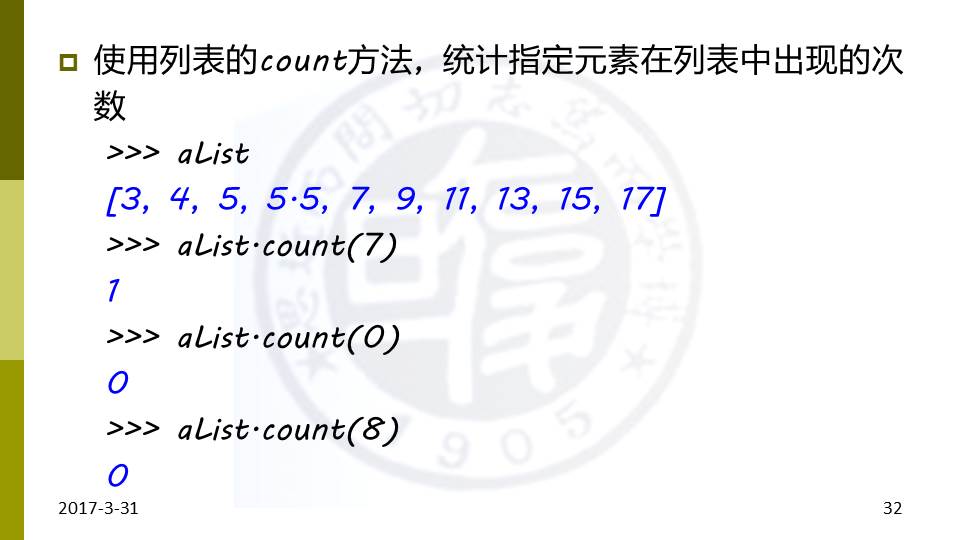 使用列表的count方法，统计指定元素在列表中出现的次
数
>>> aList
[3, 4, 5, 5.5, 7, 9, 11, 13, 15, 17]
>>> aList.count(7)
1
>>> aList.count(0)
0
>>> aList.count(8)
0
2017-3-31
32